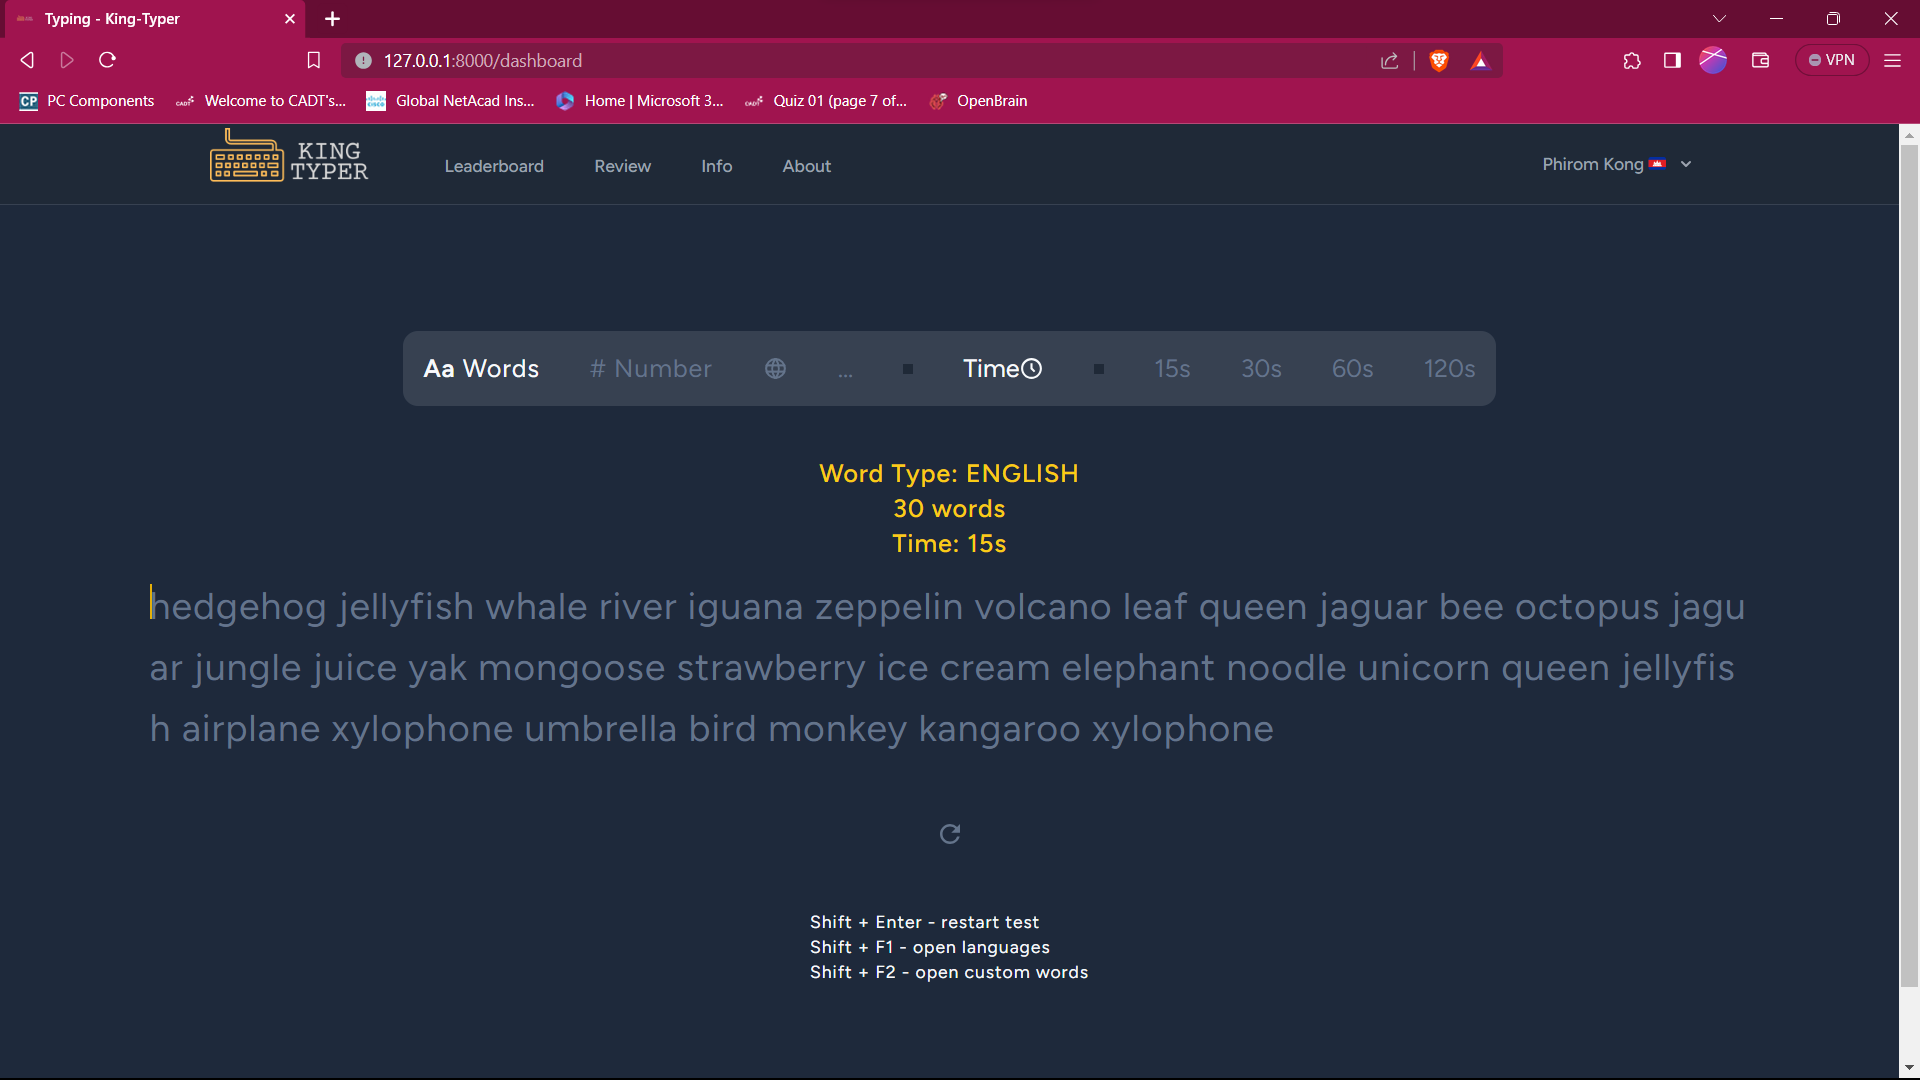 Typing - King-Typer
127.0.0.1:8000/dashboard
VPN
CP PC Components CADT Welcome to CADT's... Global NetAcad Ins... Home | Microsoft 3... CADT Quiz 01 (page 7 of... OpenBrain
KING
TYPER
Leaderboard Review Info About Phirom Kong
Aa Words # Number ... Time 15s 30s 60s 120s
Word Type: ENGLISH
30 words
Time: 15s
hedgehog jellyfish whale river iguana zeppelin volcano leaf queen jaguar bee octopus jagu
ar jungle juice yak mongoose strawberry ice cream elephant noodle unicorn queen jellyfis
h airplane xylophone umbrella bird monkey kangaroo xylophone
Shift + Enter - restart test
Shift + F1 - open languages
Shift + F2 - open custom words